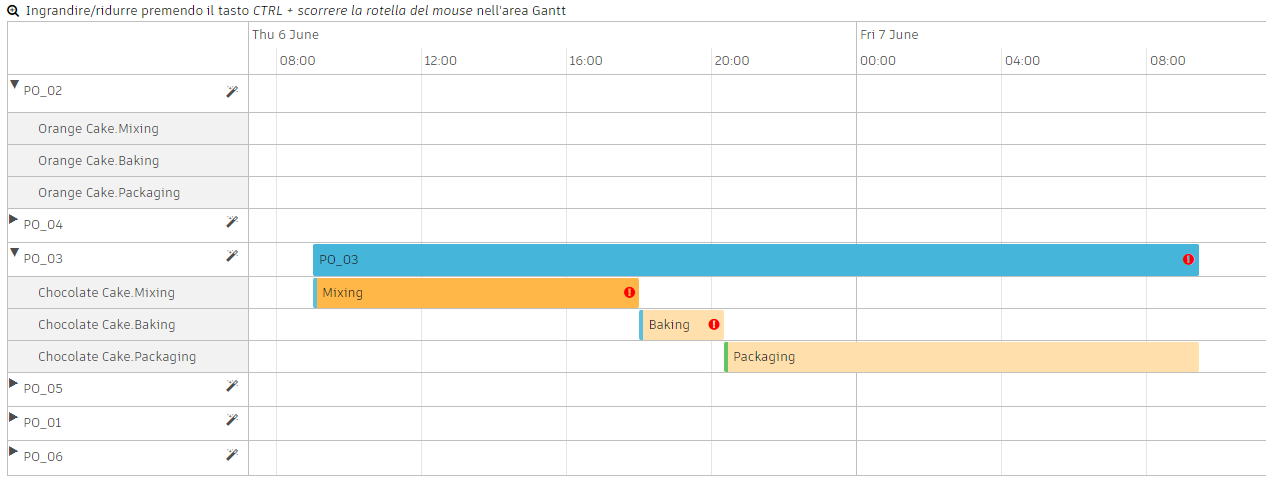 Ingrandire/ridurre premendo il tasto CTRL + scorrere la rotella del mouse nell'area Gantt
Thu 6 June Fri 7 June
08:00 12:00 16:00 20:00 00:00 04:00 08:00
PO_02
Orange Cake.Mixing
Orange Cake.Baking
Orange Cake.Packaging
PO_04
PO_03 PO_03
Chocolate Cake.Mixing Mixing
Chocolate Cake.Baking Baking
Chocolate Cake.Packaging Packaging
PO_05
PO_01
PO_06